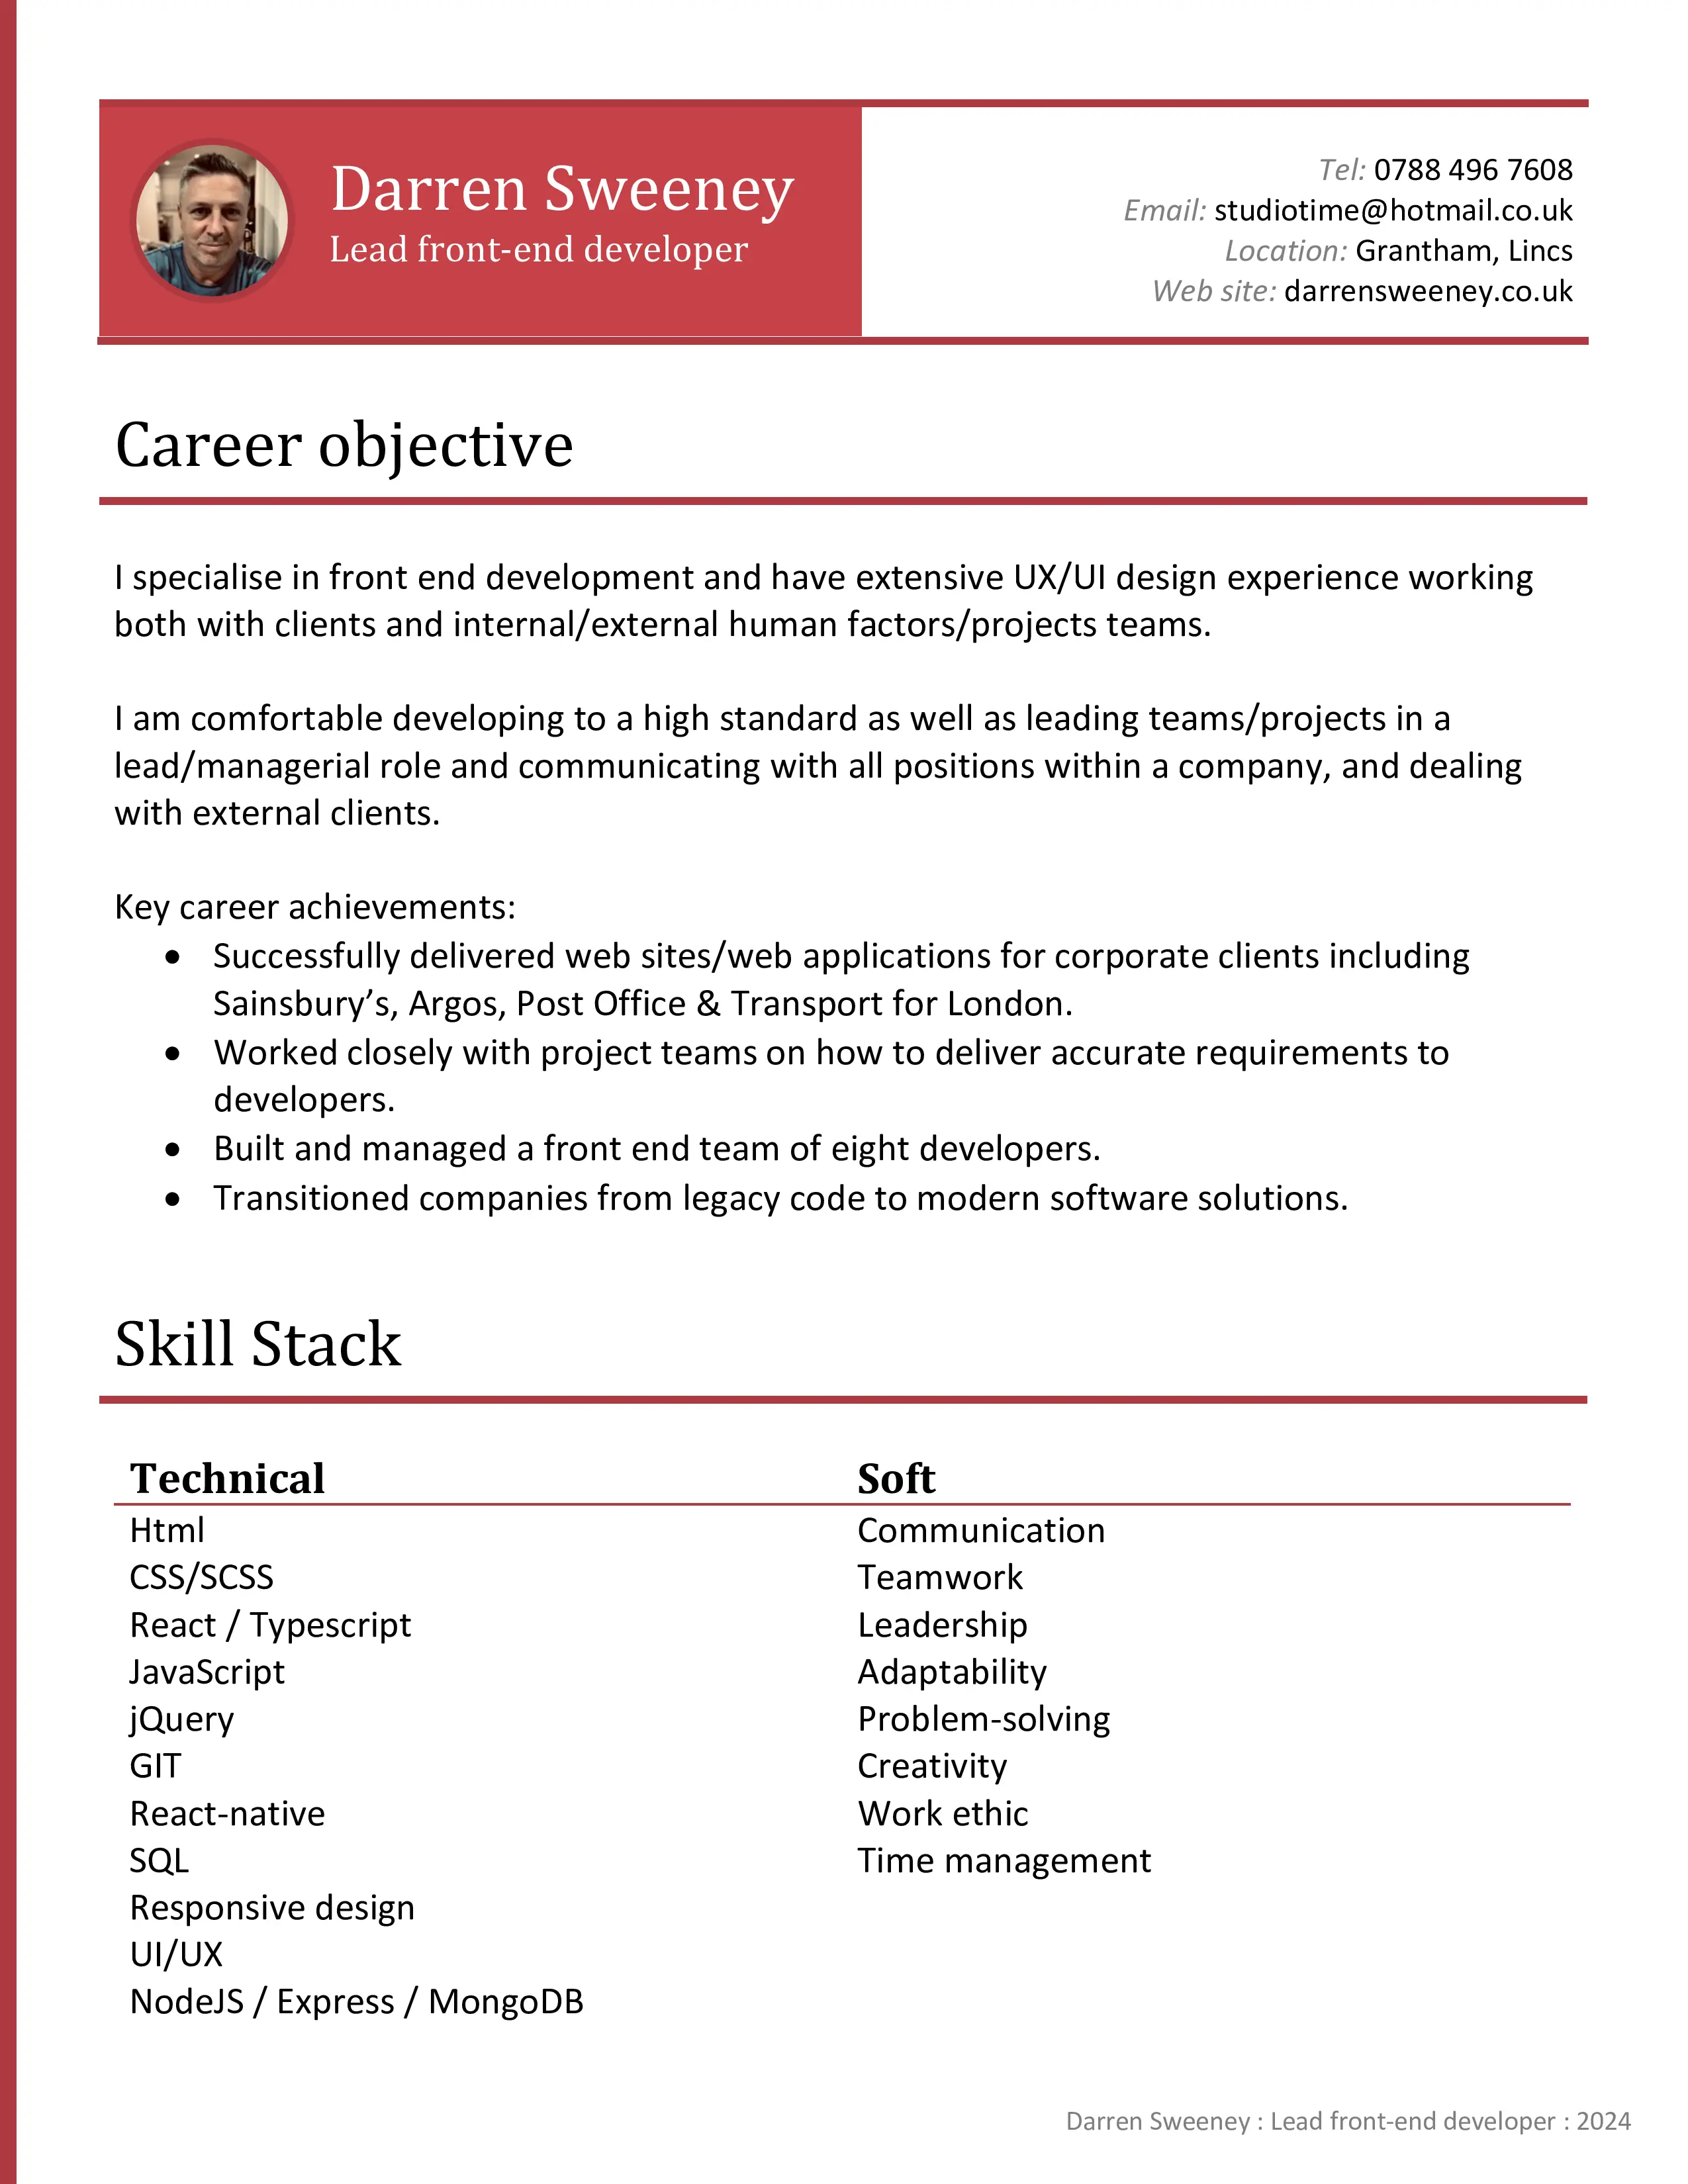 Darren Sweeney
Lead front-end developer
Tel: 0788 496 7608
Email: studiotime@hotmail.co.uk
Location: Grantham, Lincs
Web site: darrensweeney.co.uk
Career objective
I specialise in front end development and have extensive UX/UI design experience working
both with clients and internal/external human factors/projects teams.
I am comfortable developing to a high standard as well as leading teams/projects in a
lead/managerial role and communicating with all positions within a company, and dealing
with external clients.
Key career achievements:
• Successfully delivered web sites/web applications for corporate clients including
Sainsbury’s, Argos, Post Office & Transport for London.
• Worked closely with project teams on how to deliver accurate requirements to
developers.
• Built and managed a front end team of eight developers.
• Transitioned companies from legacy code to modern software solutions.
Skill Stack
Technical
Html
CSS/SCSS
React / Typescript
JavaScript
jQuery
GIT
React-native
SQL
Responsive design
UI/UX
NodeJS / Express / MongoDB
Soft
Communication
Teamwork
Leadership
Adaptability
Problem-solving
Creativity
Work ethic
Time management
Darren Sweeney : Lead front-end developer : 2024